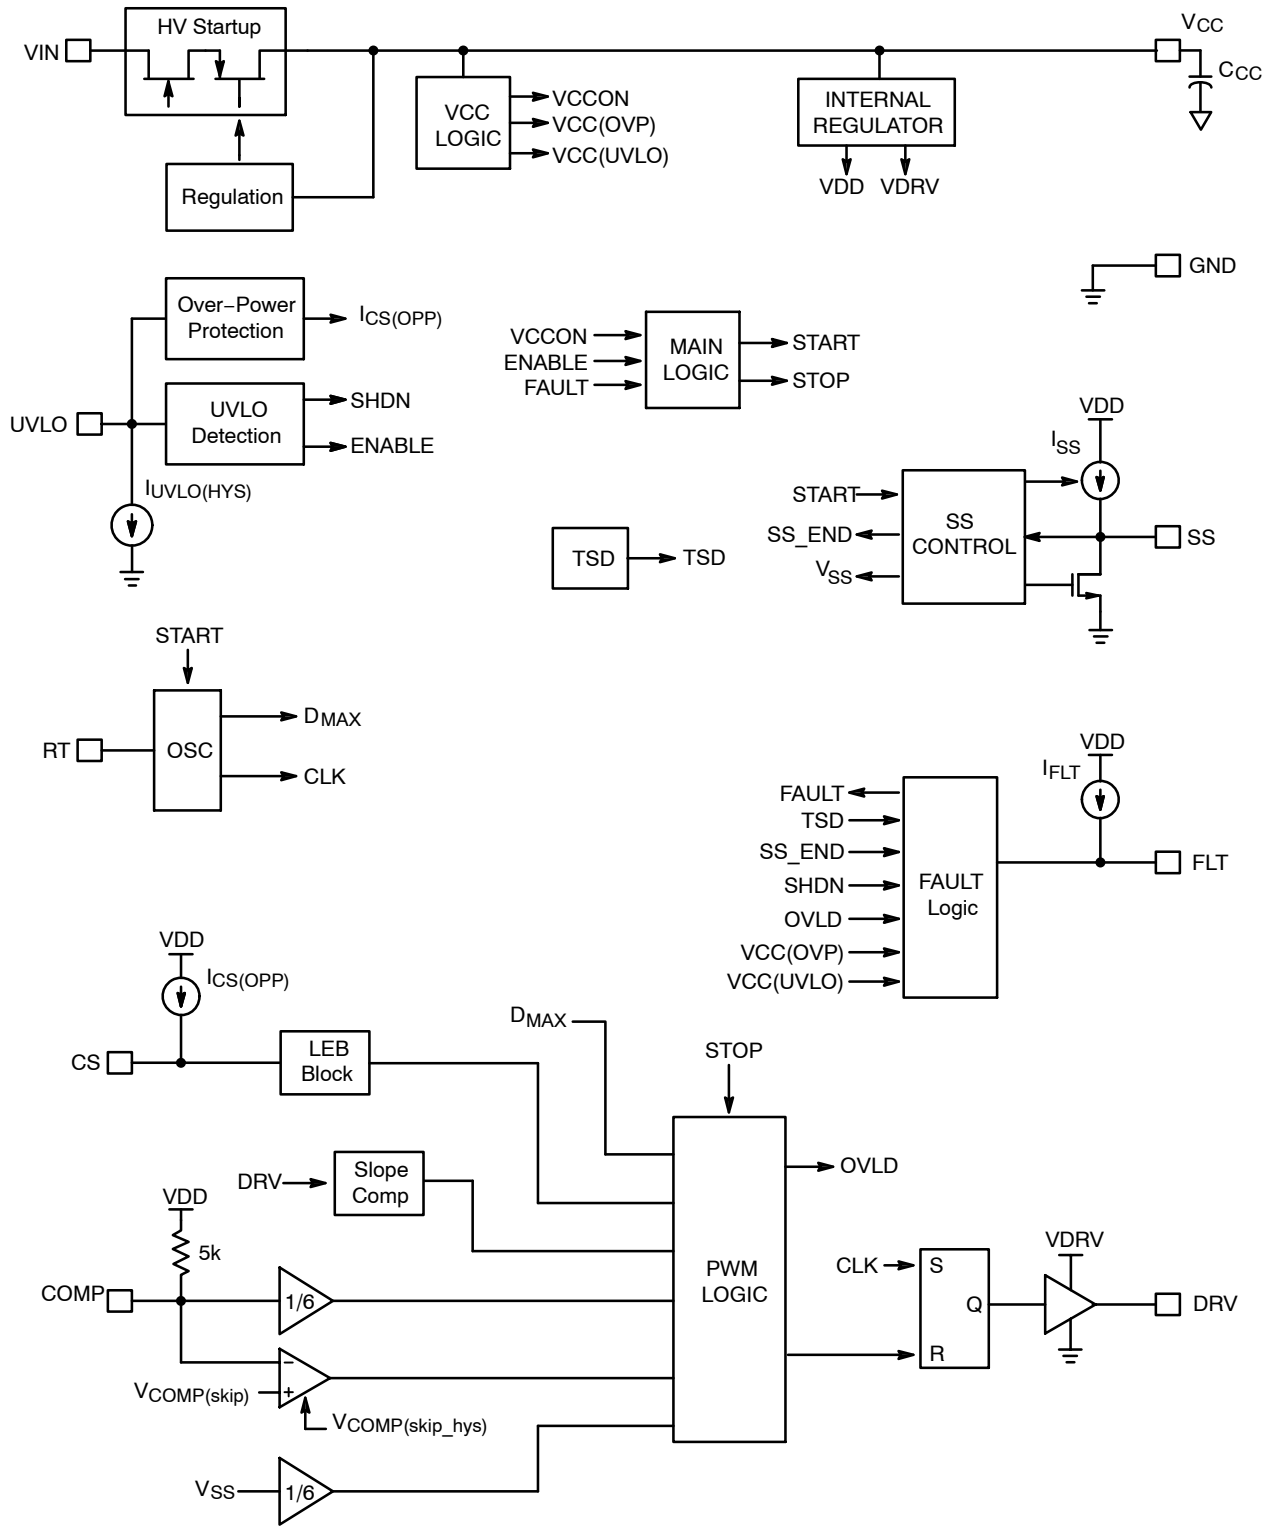 HV Startup
VIN
VCC
CCC
VCC
LOGIC
VCCON
VCC(OVP)
VCC(UVLO)
INTERNAL
REGULATOR
VDD
VDRV
Regulation
GND
Over−Power
Protection
ICS(OPP)
VCCON
ENABLE
FAULT
MAIN
LOGIC
START
STOP
UVLO
UVLO
Detection
SHDN
ENABLE
IUVLO(HYS)
VDD
ISS
START
SS_END
VSS
SS
CONTROL
SS
TSD
TSD
START
RT
OSC
DMAX
CLK
VDD
IFLT
FAULT
TSD
SS_END
SHDN
OVLD
VCC(OVP)
VCC(UVLO)
FAULT
Logic
FLT
VDD
ICS(OPP)
CS
LEB
Block
DMAX
STOP
DRV
Slope
Comp
OVLD
VDD
5k
COMP
1/6
PWM
LOGIC
CLK
S
Q
R
VDRV
DRV
−
+
VCOMP(skip)
VCOMP(skip_hys)
VSS
1/6